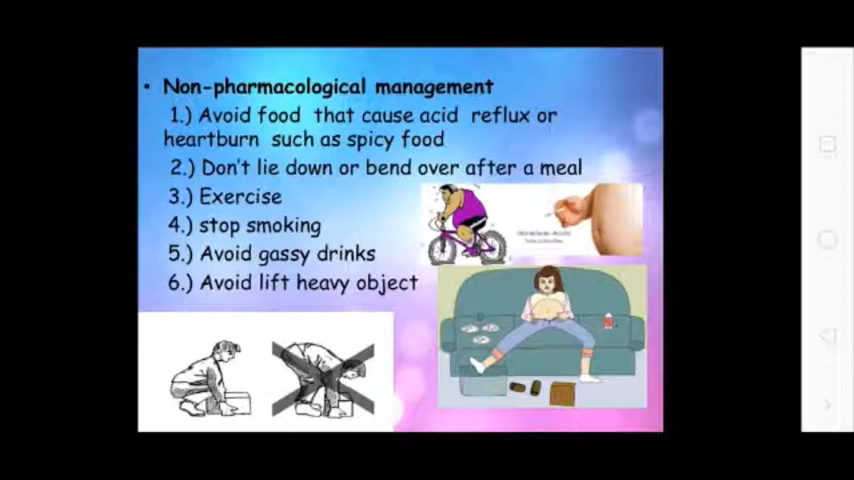 • Non-pharmacological management
1.) Avoid food that cause acid reflux or
heartburn such as spicy food
2.) Don't lie down or bend over after a meal
3.) Exercise
4.) stop smoking
5.) Avoid gassy drinks
6.) Avoid lift heavy object